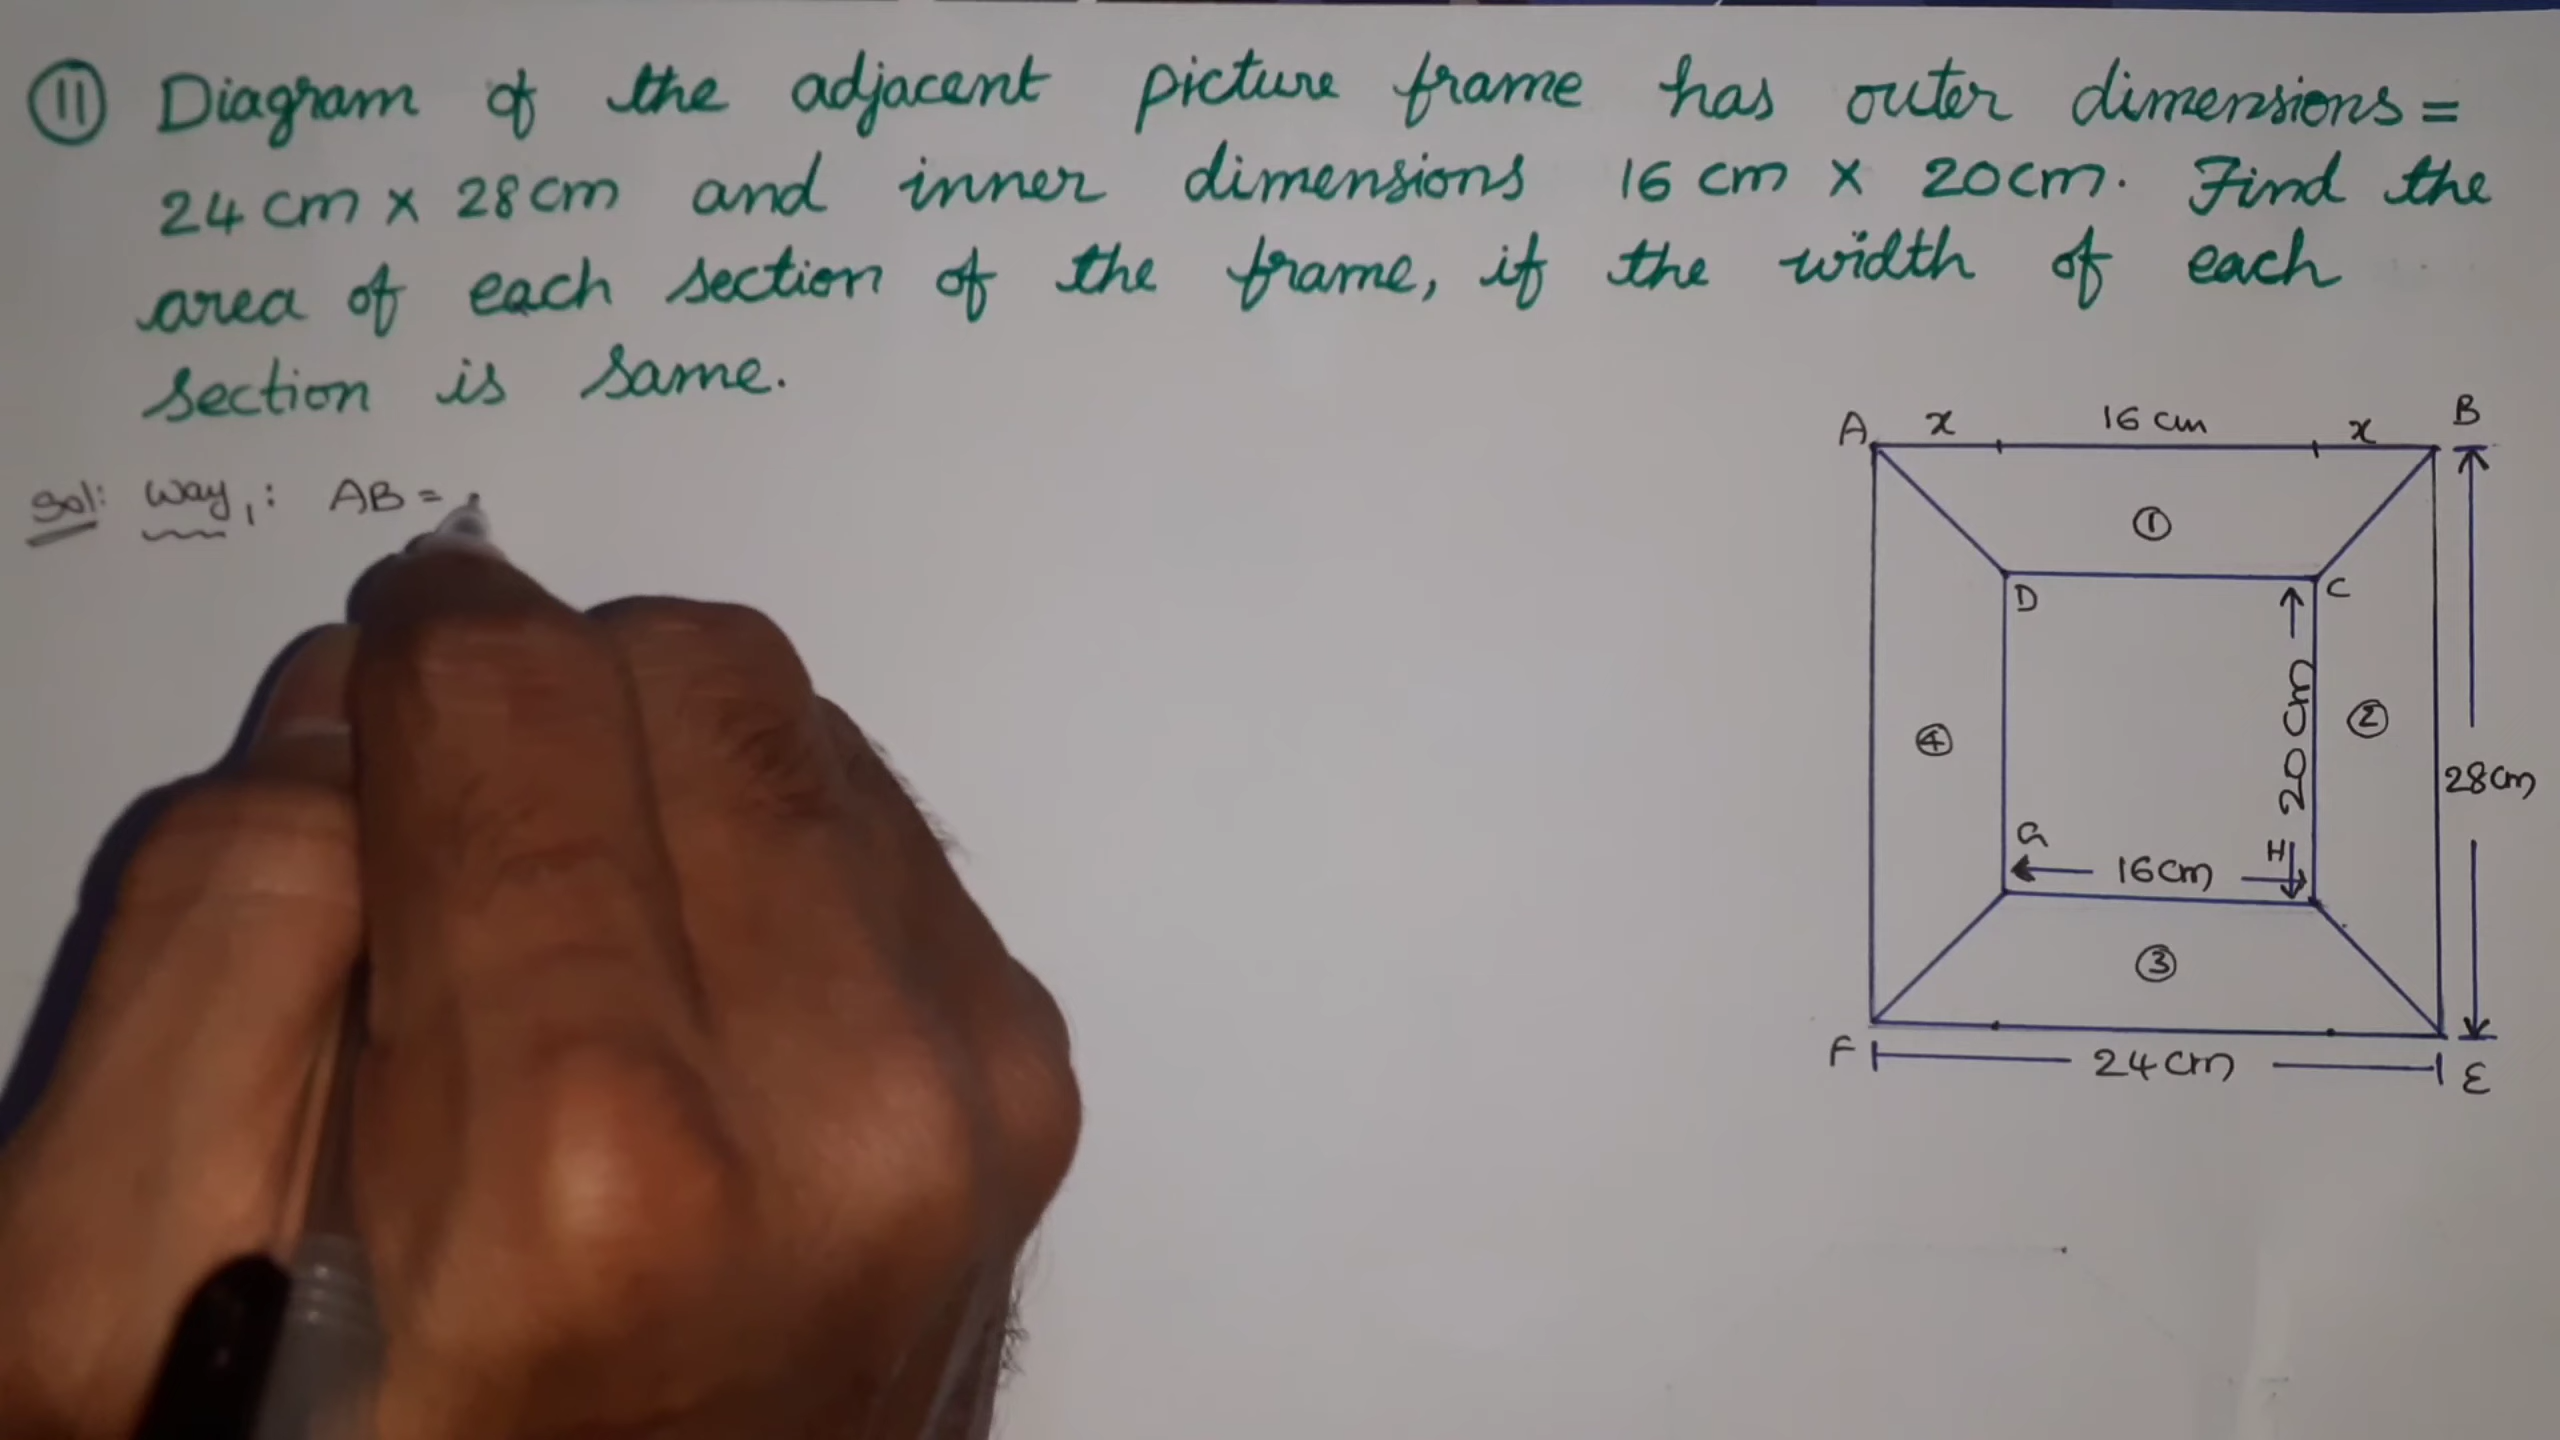 ⑪ Diagram of the adjacent picture frame has outer dimensions =
24 cm x 28 cm and inner dimensions 16 cm x 20 cm. Find the
area of each section of the frame, if the width of each
section is same.
Sol: Way 1: AB =
A x 16 cm x B
①
D C
20 cm
④ ②
28 cm
G H
16 cm
③
F 24 cm E